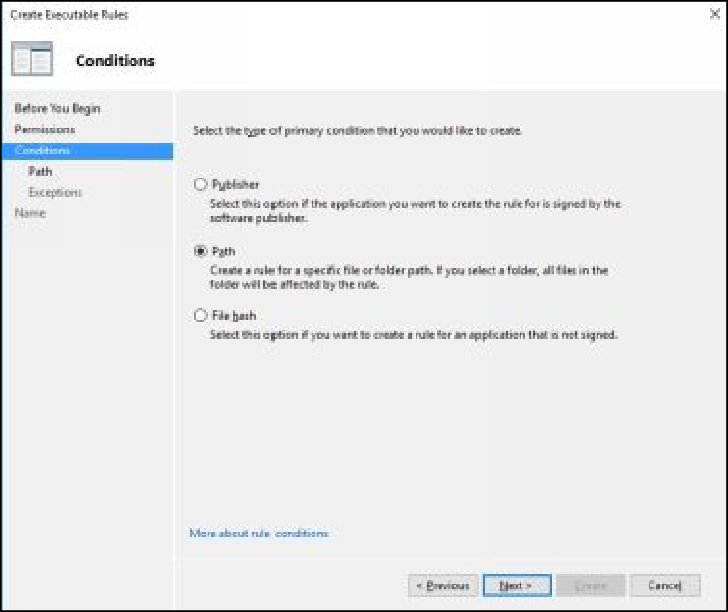 Create Executable Rules
Conditions
Before You Begin
Permissions
Conditions
Path
Exceptions
Name
Select the type of primary condition that you would like to create.
Publisher
Select this option if the application you want to create the rule for is signed by the
software publisher.
Path
Create a rule for a specific file or folder path. If you select a folder, all files in the
folder will be affected by the rule.
File hash
Select this option if you want to create a rule for an application that is not signed.
More about rule conditions
< Previous
Next >
Create
Cancel